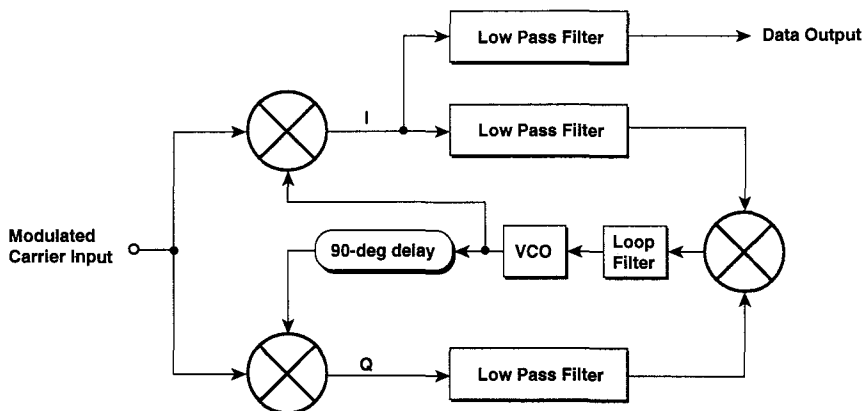 Low Pass Filter
Data Output
I
Low Pass Filter
Modulated
Carrier Input
90-deg delay
VCO
Loop
Filter
Q
Low Pass Filter